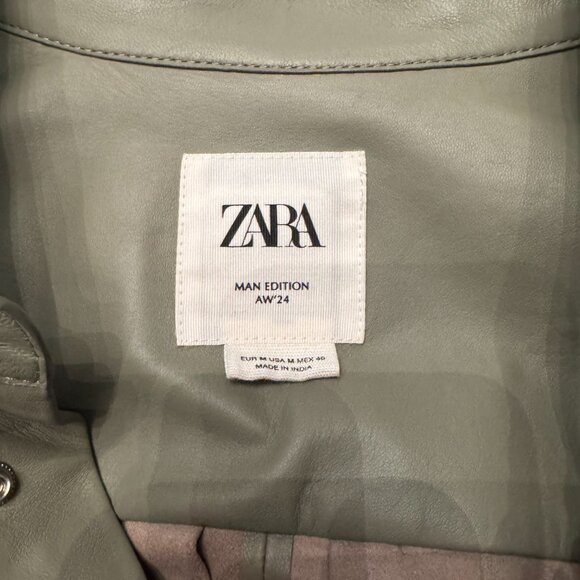 ZARA
MAN EDITION
AW'24
EUR M USA M MEX 40
MADE IN INDIA